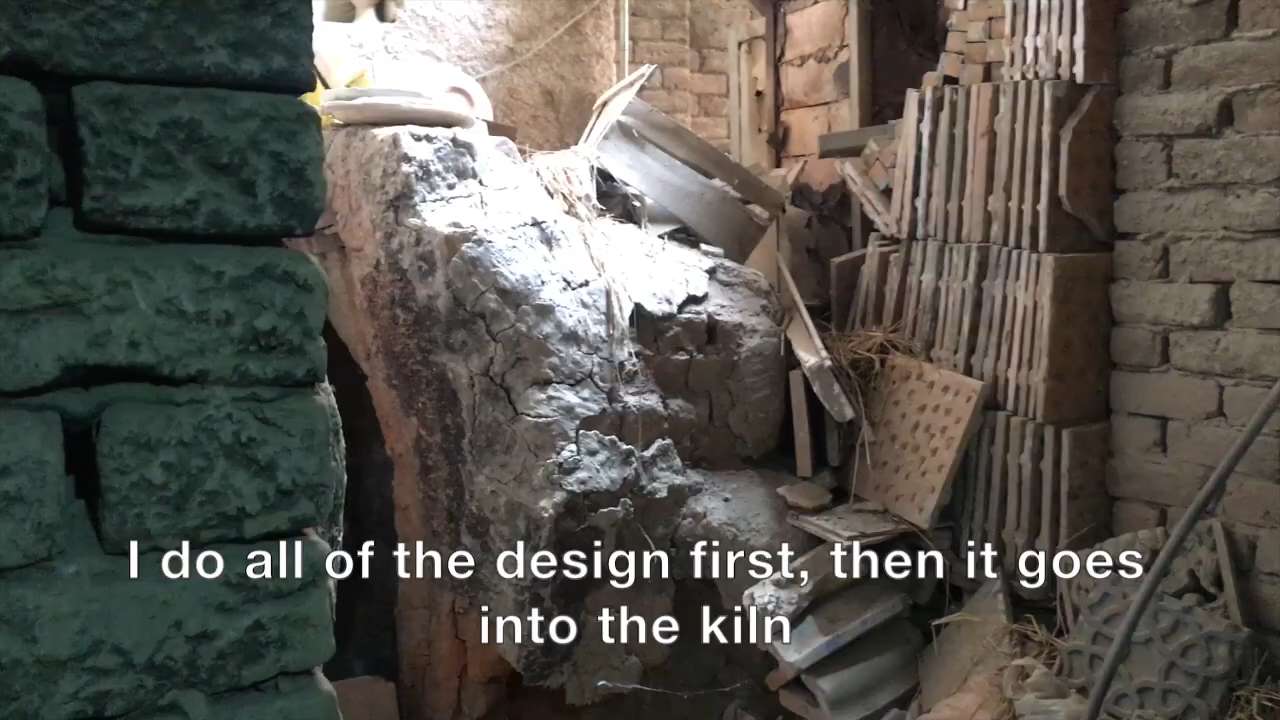 I do all of the design first, then it goes
into the kiln